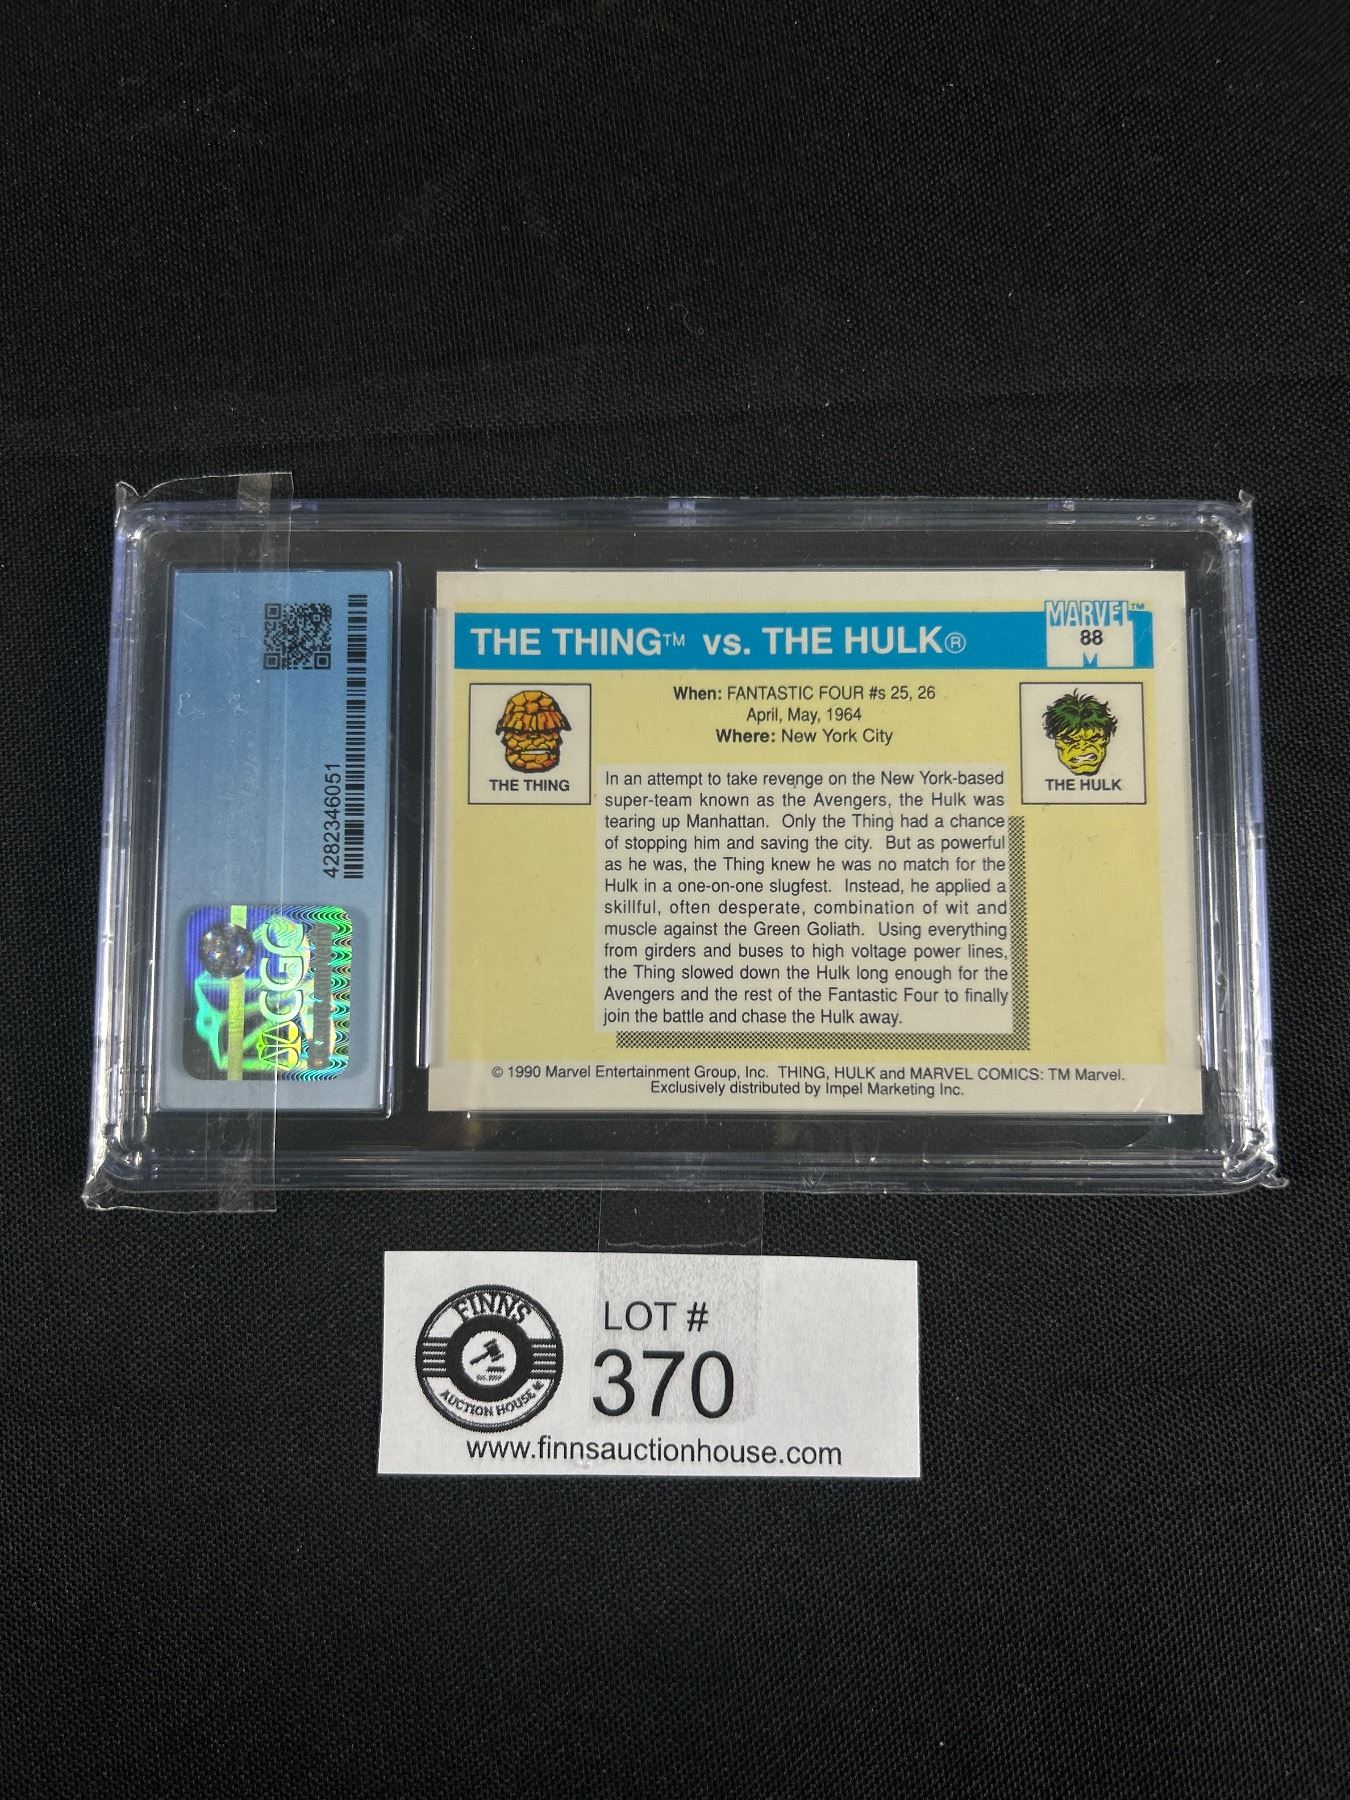 THE THING™ vs. THE HULK®
MARVEL™
88
When: FANTASTIC FOUR #s 25, 26
April, May, 1964
Where: New York City
THE THING
THE HULK
In an attempt to take revenge on the New York-based
super-team known as the Avengers, the Hulk was
tearing up Manhattan. Only the Thing had a chance
of stopping him and saving the city. But as powerful
as he was, the Thing knew he was no match for the
Hulk in a one-on-one slugfest. Instead, he applied a
skillful, often desperate, combination of wit and
muscle against the Green Goliath. Using everything
from girders and buses to high voltage power lines,
the Thing slowed down the Hulk long enough for the
Avengers and the rest of the Fantastic Four to finally
join the battle and chase the Hulk away.
© 1990 Marvel Entertainment Group, Inc. THING, HULK and MARVEL COMICS: TM Marvel.
Exclusively distributed by Impel Marketing Inc.
4282346051
CGC
FINNS
AUCTION HOUSE
LOT #
370
www.finnsauctionhouse.com